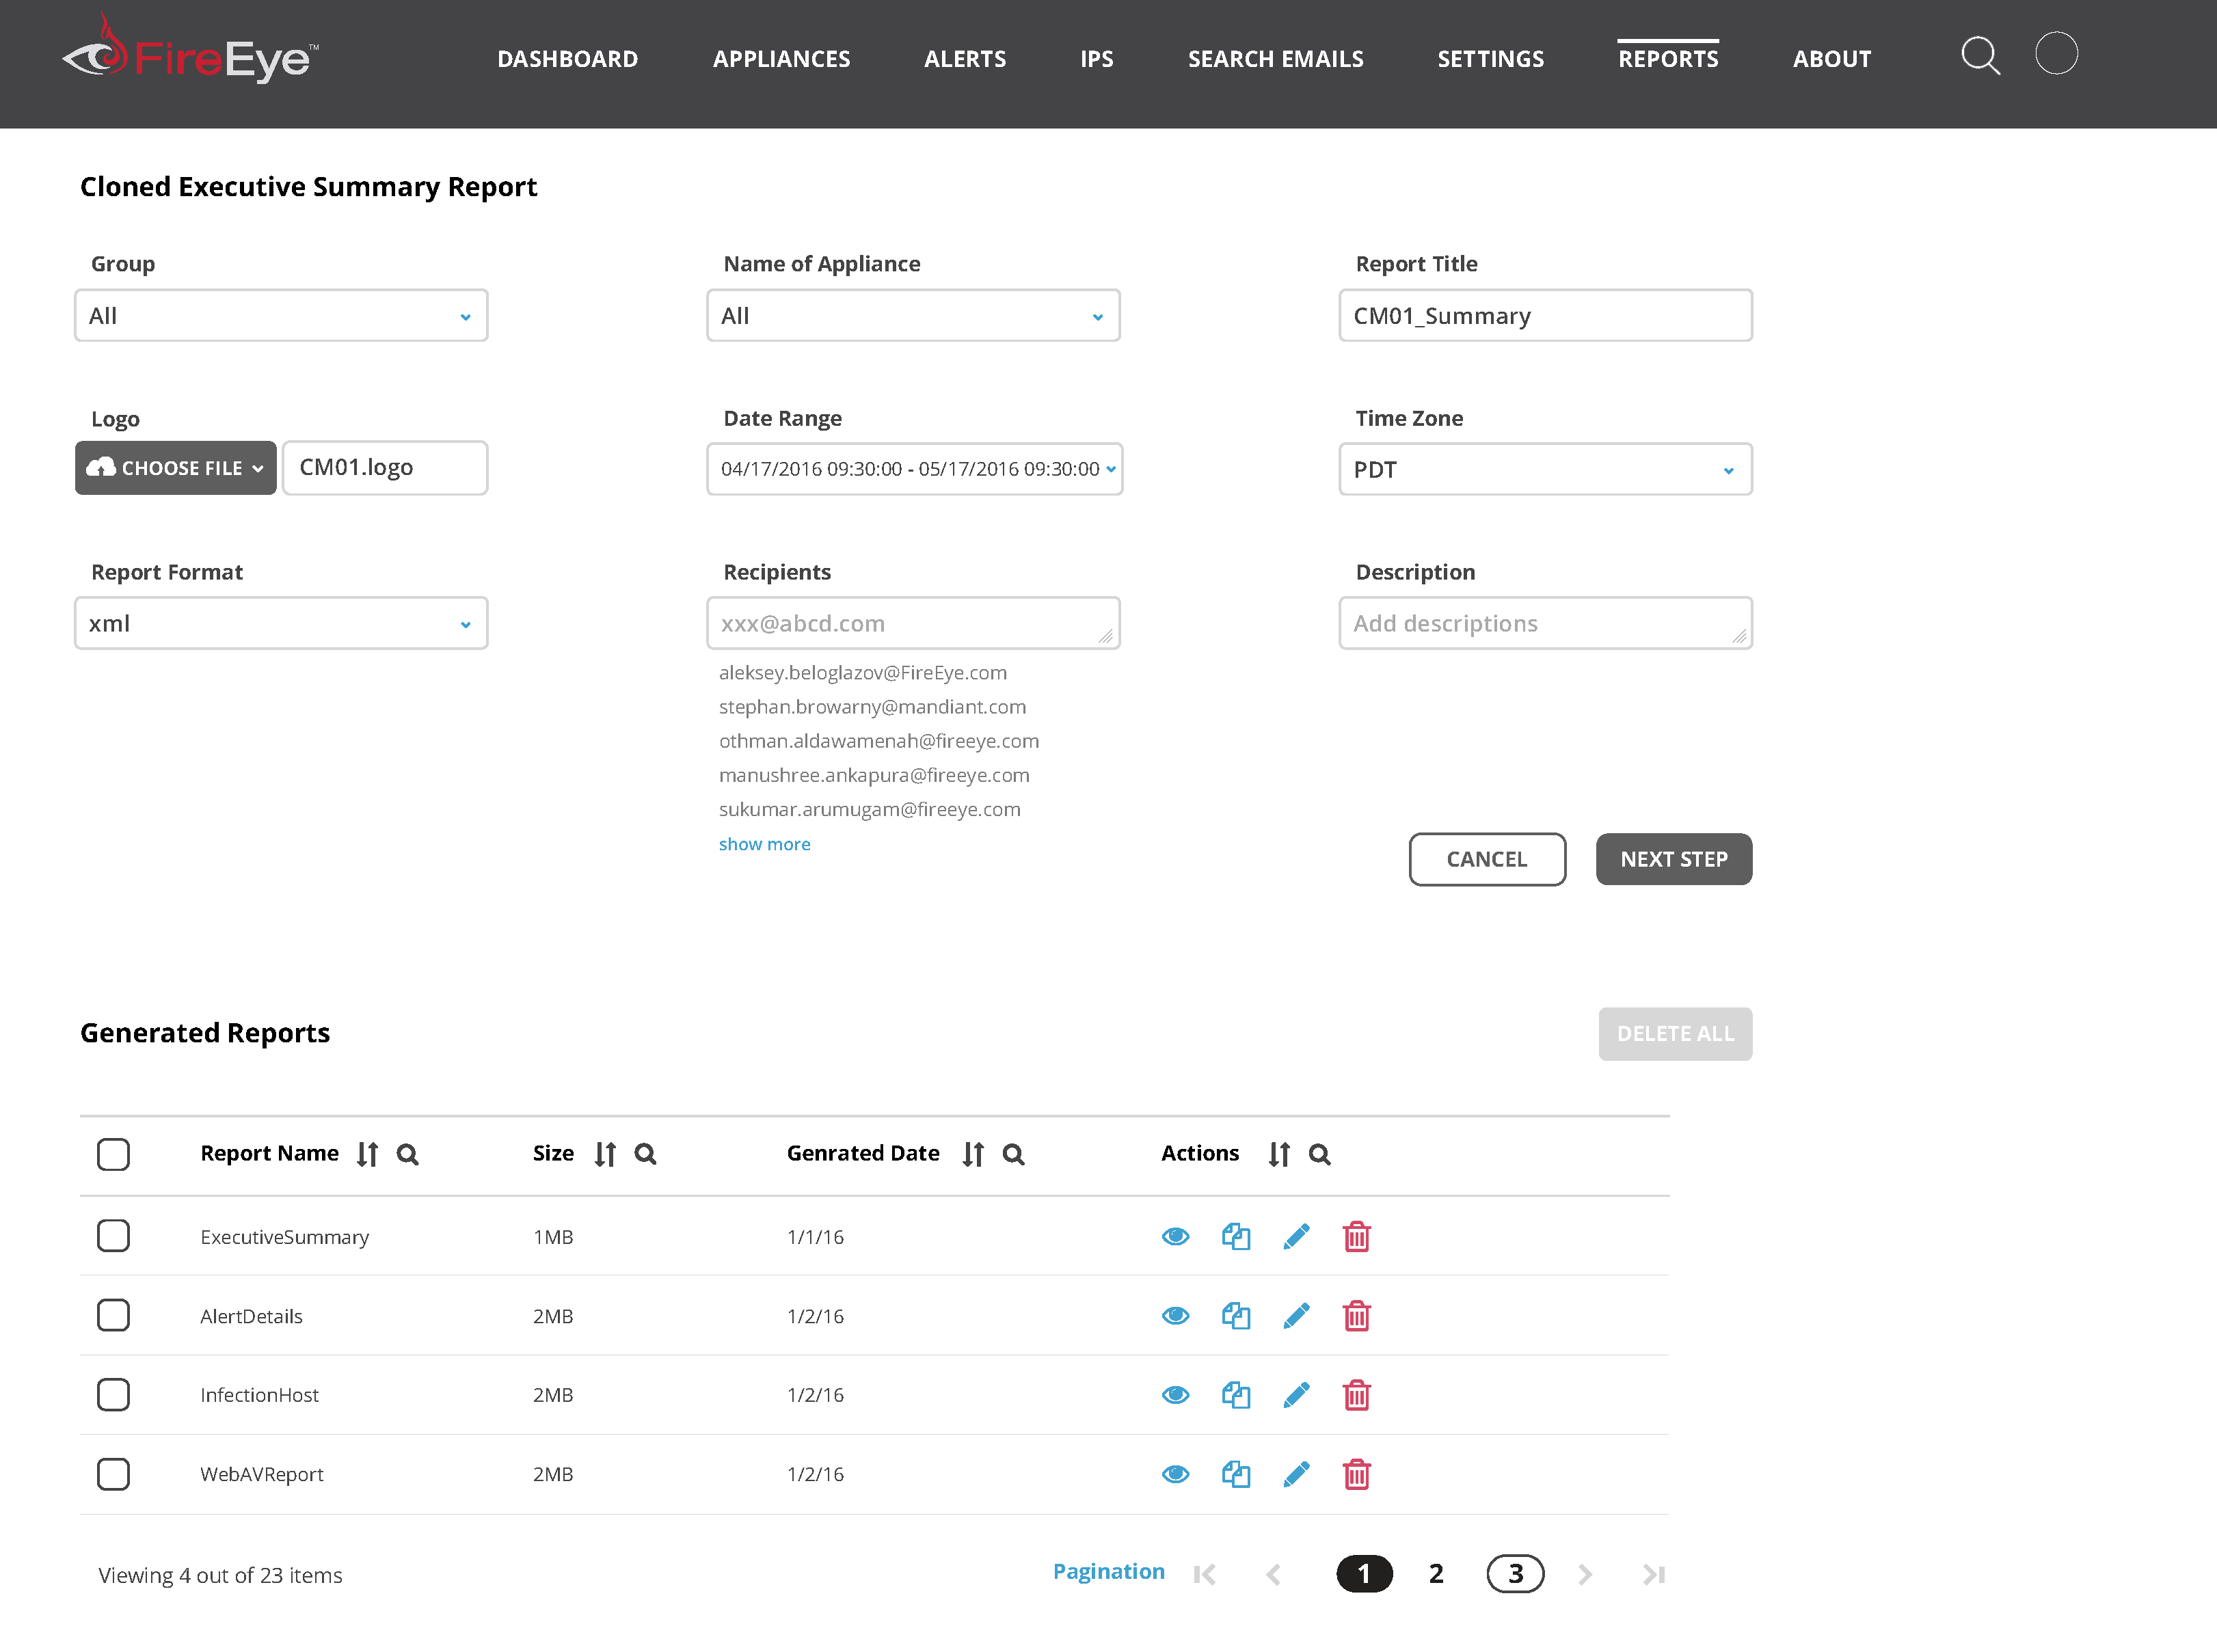 FireEye™
DASHBOARD APPLIANCES ALERTS IPS SEARCH EMAILS SETTINGS REPORTS ABOUT
Cloned Executive Summary Report
Group Name of Appliance Report Title
All All CM01_Summary
Logo Date Range Time Zone
CHOOSE FILE CM01.logo 04/17/2016 09:30:00 - 05/17/2016 09:30:00 PDT
Report Format Recipients Description
xml xxx@abcd.com Add descriptions
aleksey.beloglazov@FireEye.com
stephan.browarny@mandiant.com
othman.aldawamenah@fireeye.com
manushree.ankapura@fireeye.com
sukumar.arumugam@fireeye.com
show more
CANCEL NEXT STEP
Generated Reports DELETE ALL
Report Name Size Genrated Date Actions
ExecutiveSummary 1MB 1/1/16
AlertDetails 2MB 1/2/16
InfectionHost 2MB 1/2/16
WebAVReport 2MB 1/2/16
Viewing 4 out of 23 items Pagination 1 2 3